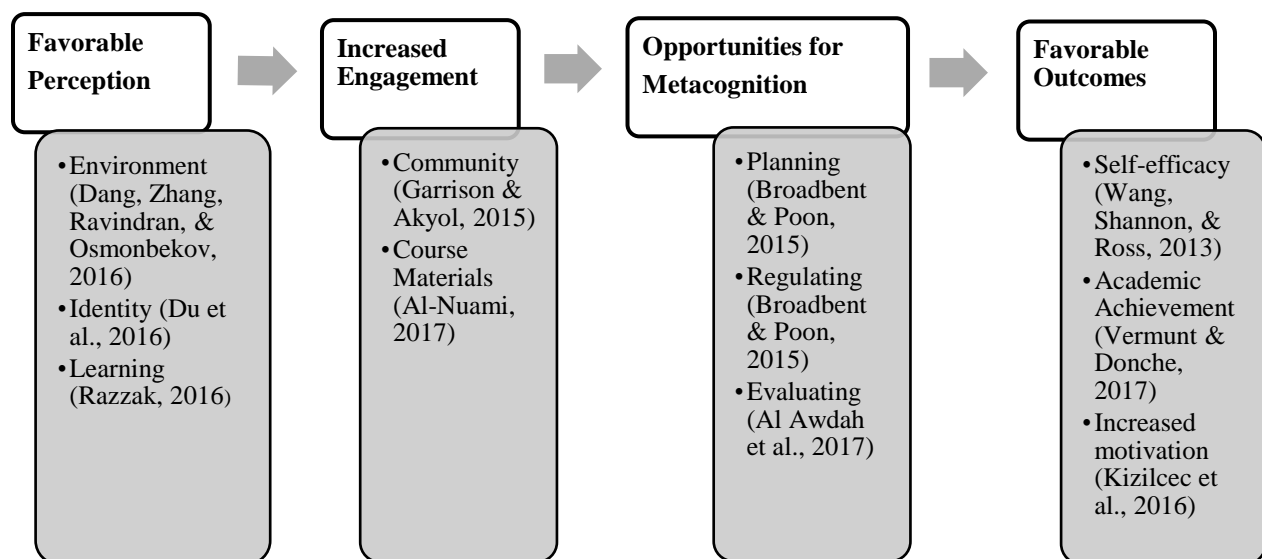 Favorable
Perception
•Environment
(Dang, Zhang,
Ravindran, &
Osmonbekov,
2016)
•Identity (Du et
al., 2016)
•Learning
(Razzak, 2016)
Increased
Engagement
•Community
(Garrison &
Akyol, 2015)
•Course
Materials
(Al-Nuami,
2017)
Opportunities for
Metacognition
•Planning
(Broadbent
& Poon,
2015)
•Regulating
(Broadbent
& Poon,
2015)
•Evaluating
(Al Awdah
et al., 2017)
Favorable
Outcomes
•Self-efficacy
(Wang,
Shannon, &
Ross, 2013)
•Academic
Achievement
(Vermunt &
Donche,
2017)
•Increased
motivation
(Kizilcec et
al., 2016)